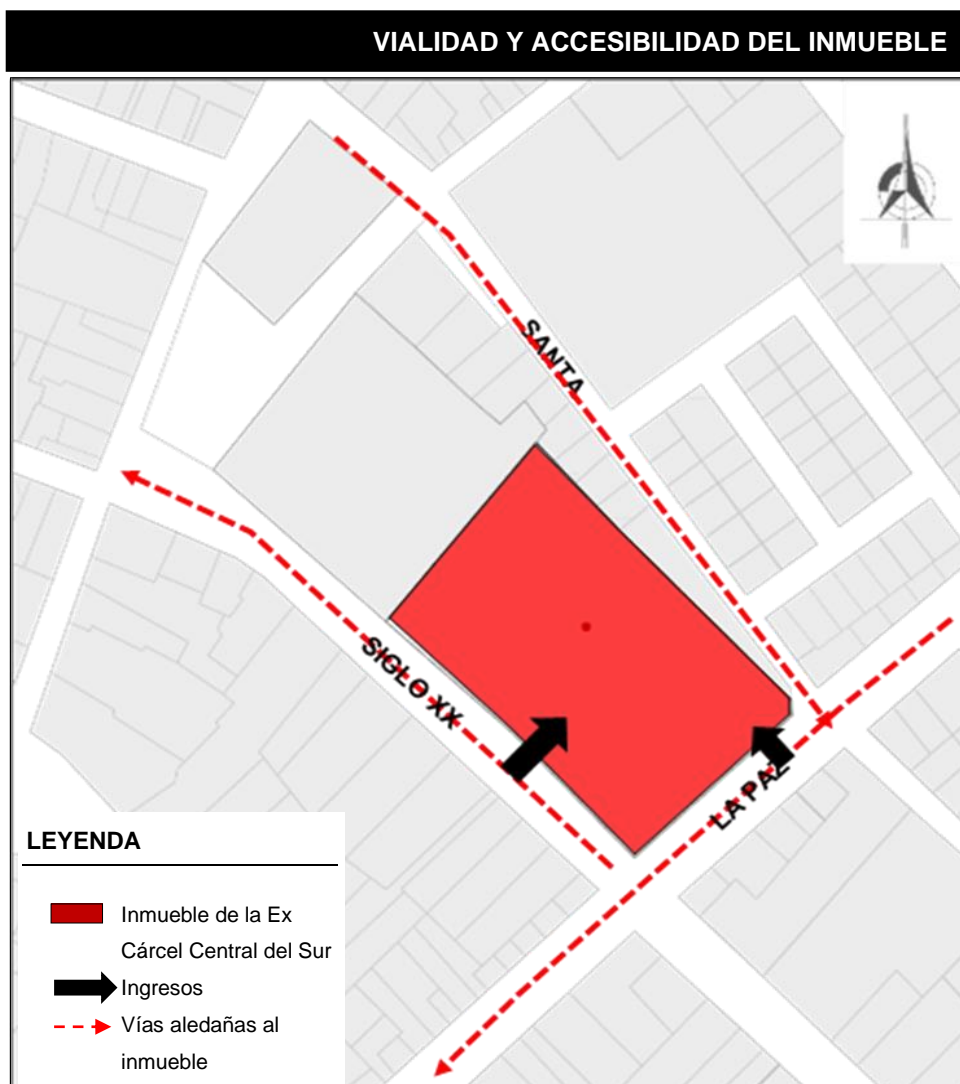 VIALIDAD Y ACCESIBILIDAD DEL INMUEBLE
SANTA
SIGLO XX
LA PAZ
LEYENDA
Inmueble de la Ex
Cárcel Central del Sur
Ingresos
Vías aledañas al
inmueble